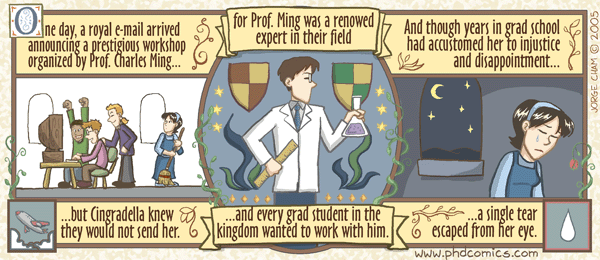 One day, a royal e-mail arrived
announcing a prestigious workshop
organized by Prof. Charles Ming...
...but Cingradella knew
they would not send her.
for Prof. Ming was a renowed
expert in their field
...and every grad student in the
kingdom wanted to work with him.
And though years in grad school
had accustomed her to injustice
and disappointment...
...a single tear
escaped from her eye.
JORGE CHAM © 2005
www.phdcomics.com